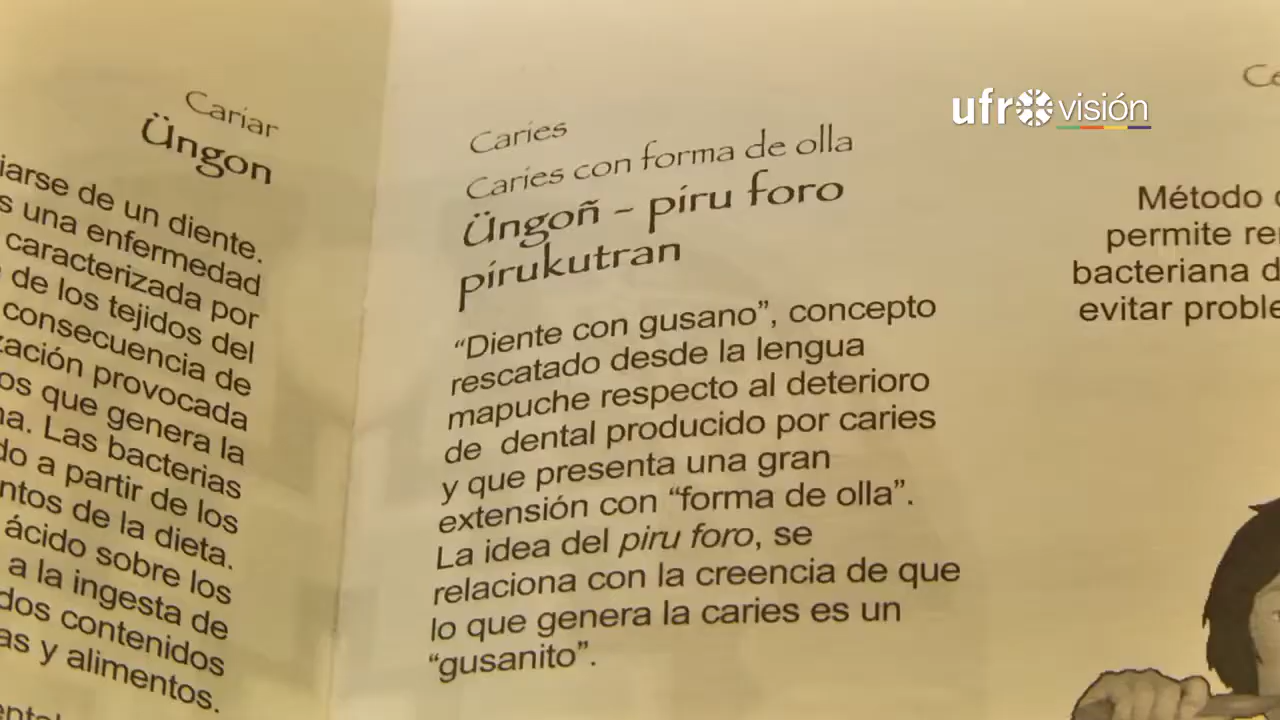 Cariar
Üngon
iarse de un diente.
s una enfermedad
caracterizada por
de los tejidos del
consecuencia de
zación provocada
os que genera la
na. Las bacterias
do a partir de los
ntos de la dieta.
ácido sobre los
a la ingesta de
dos contenidos
as y alimentos.
Caries
Caries con forma de olla
Üngoñ - piru foro
pirukutran
“Diente con gusano”, concepto
rescatado desde la lengua
mapuche respecto al deterioro
de dental producido por caries
y que presenta una gran
extensión con “forma de olla”.
La idea del piru foro, se
relaciona con la creencia de que
lo que genera la caries es un
“gusanito”.
ufro visión
Ce
Método
permite re
bacteriana d
evitar proble